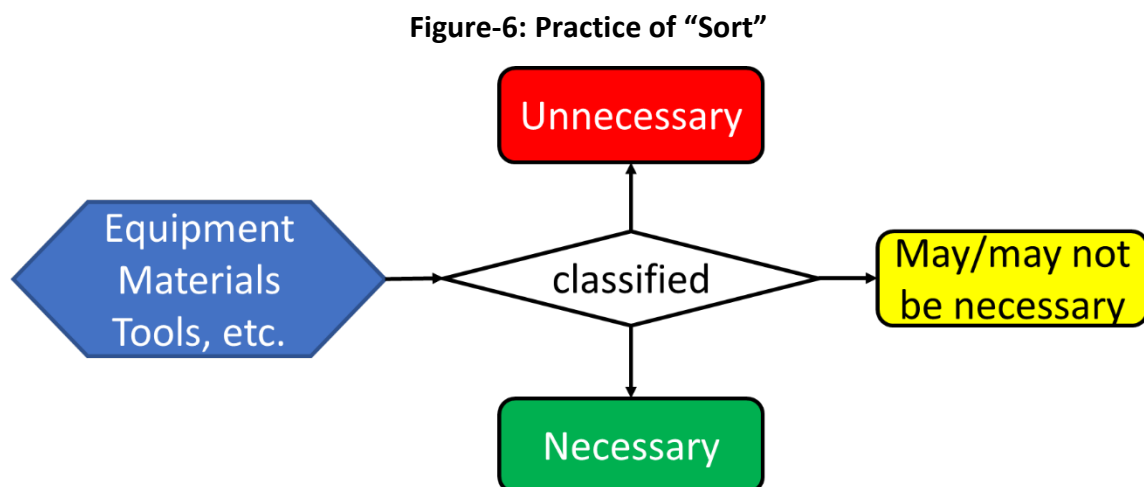 Figure-6: Practice of “Sort”
Unnecessary
Equipment
Materials
Tools, etc.
classified
May/may not
be necessary
Necessary